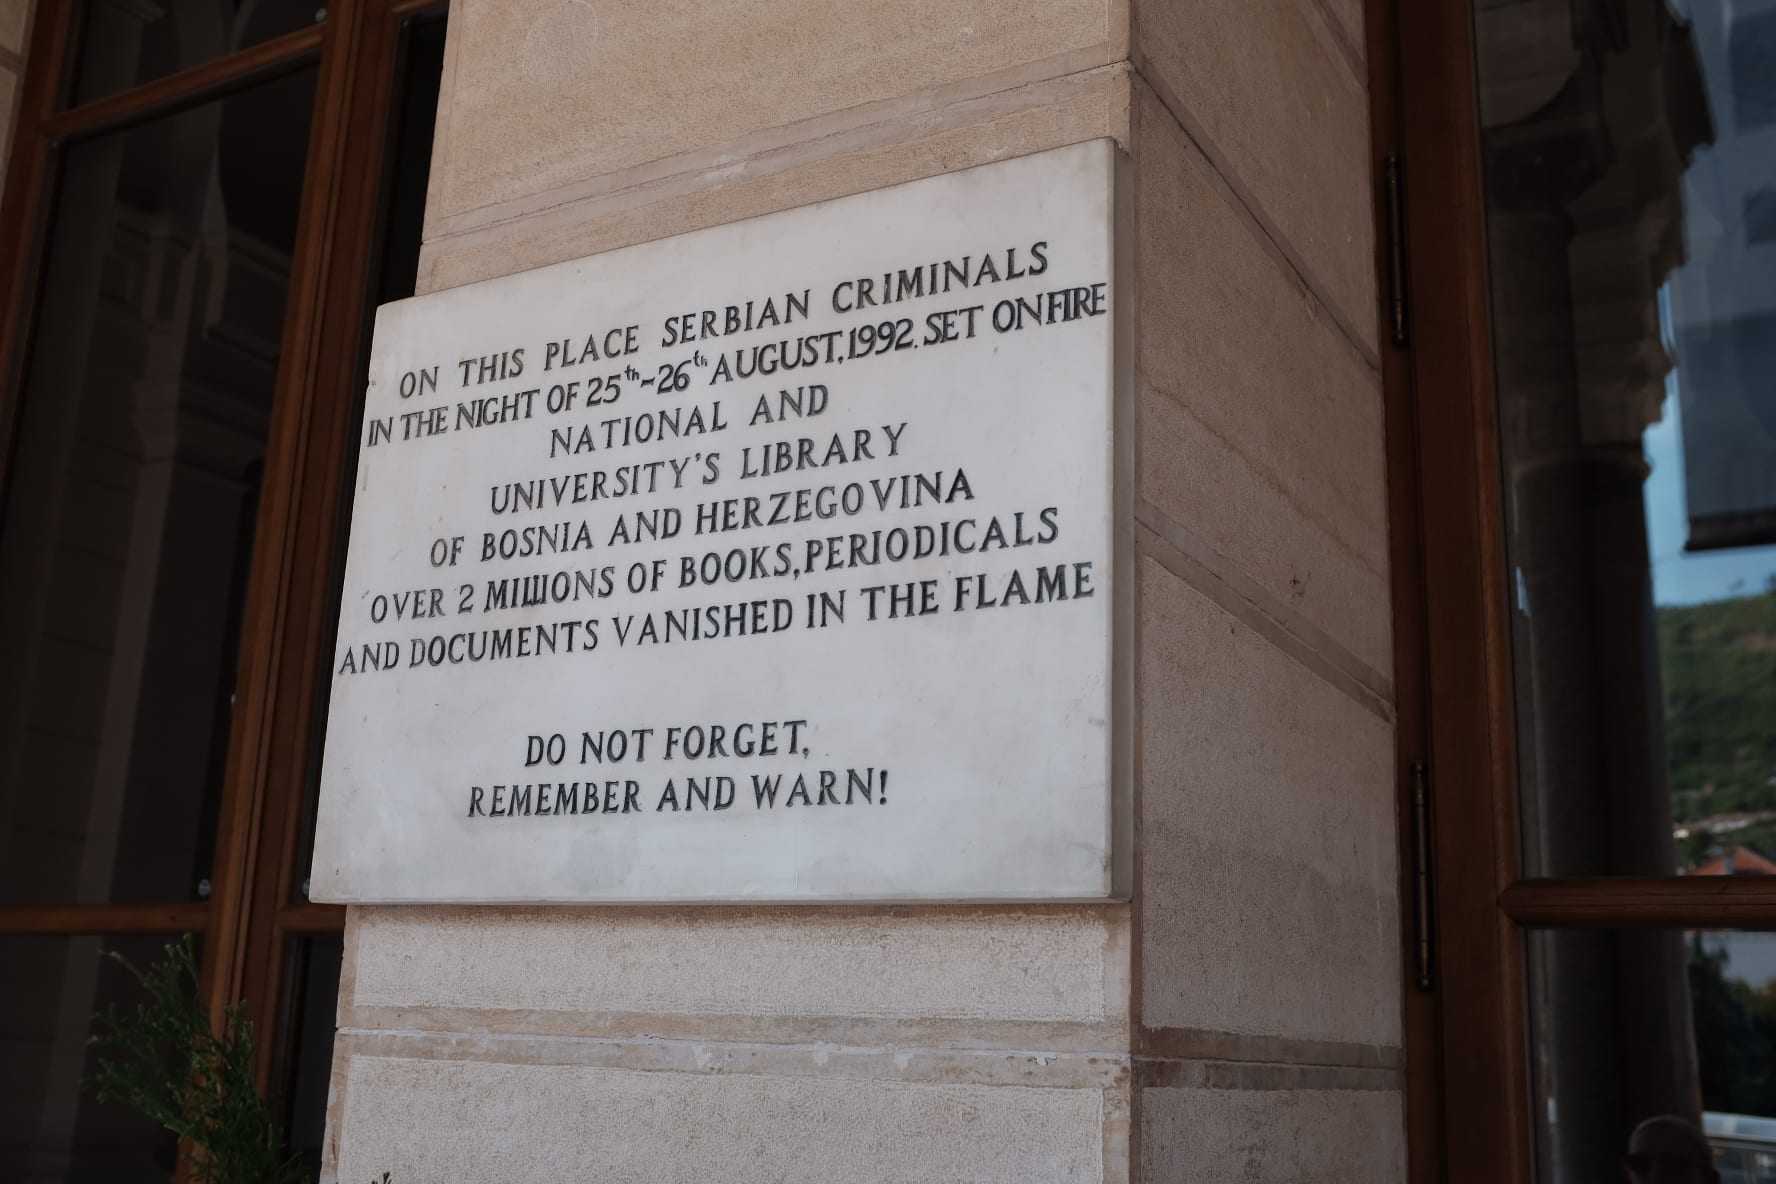 ON THIS PLACE SERBIAN CRIMINALS
IN THE NIGHT OF 25th-26th AUGUST, 1992. SET ON FIRE
NATIONAL AND
UNIVERSITY'S LIBRARY
OF BOSNIA AND HERZEGOVINA
OVER 2 MILLIONS OF BOOKS, PERIODICALS
AND DOCUMENTS VANISHED IN THE FLAME
DO NOT FORGET,
REMEMBER AND WARN!